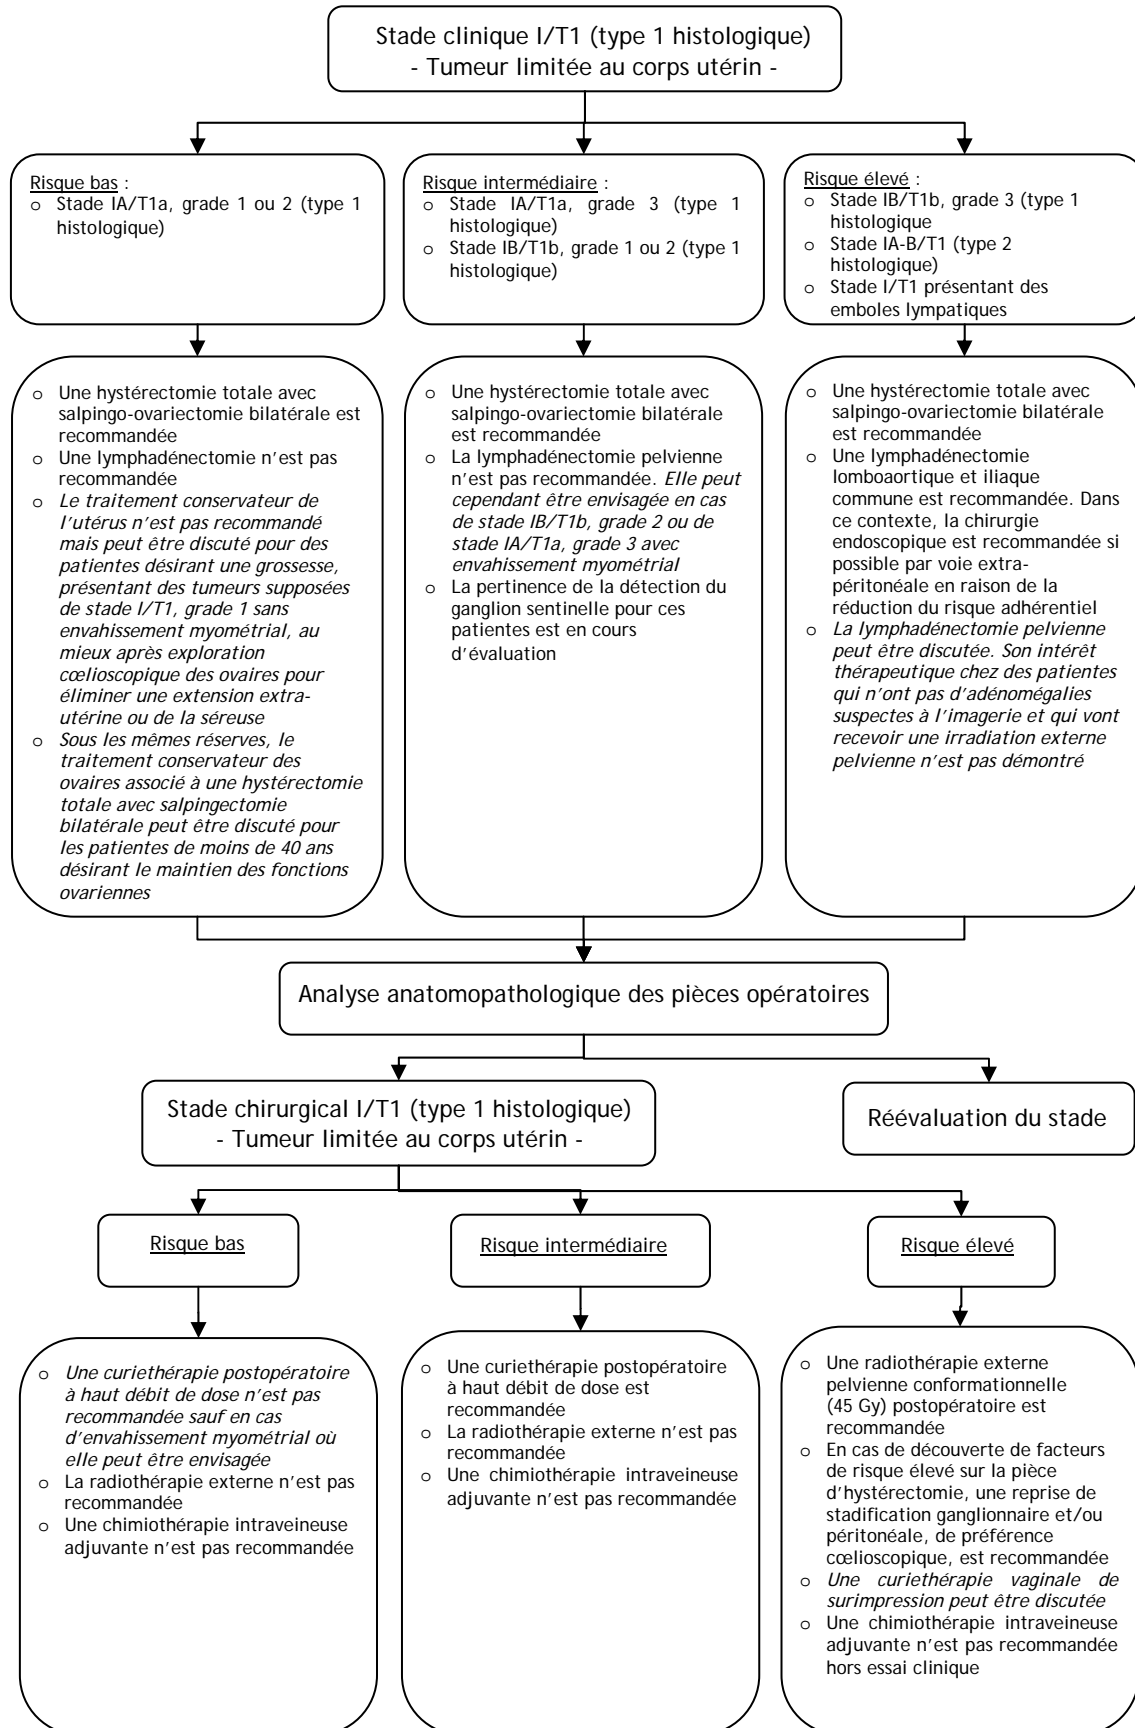 Stade clinique I/T1 (type 1 histologique)
- Tumeur limitée au corps utérin -
Risque bas :
o Stade IA/T1a, grade 1 ou 2 (type 1
histologique)
Risque intermédiaire :
o Stade IA/T1a, grade 3 (type 1
histologique)
o Stade IB/T1b, grade 1 ou 2 (type 1
histologique)
Risque élevé :
o Stade IB/T1b, grade 3 (type 1
histologique
o Stade IA-B/T1 (type 2
histologique)
o Stade I/T1 présentant des
emboles lympatiques
o Une hystérectomie totale avec
salpingo-ovariectomie bilatérale est
recommandée
o Une lymphadénectomie n'est pas
recommandée
o Le traitement conservateur de
l'utérus n'est pas recommandé
mais peut être discuté pour des
patientes désirant une grossesse,
présentant des tumeurs supposées
de stade I/T1, grade 1 sans
envahissement myométrial, au
mieux après exploration
cœlioscopique des ovaires pour
éliminer une extension extra-
utérine ou de la séreuse
o Sous les mêmes réserves, le
traitement conservateur des
ovaires associé à une hystérectomie
totale avec salpingectomie
bilatérale peut être discuté pour
les patientes de moins de 40 ans
désirant le maintien des fonctions
ovariennes
o Une hystérectomie totale avec
salpingo-ovariectomie bilatérale
est recommandée
o La lymphadénectomie pelvienne
n'est pas recommandée. Elle peut
cependant être envisagée en cas
de stade IB/T1b, grade 2 ou de
stade IA/T1a, grade 3 avec
envahissement myométrial
o La pertinence de la détection du
ganglion sentinelle pour ces
patientes est en cours
d'évaluation
o Une hystérectomie totale avec
salpingo-ovariectomie bilatérale
est recommandée
o Une lymphadénectomie
lomboaortique et iliaque
commune est recommandée. Dans
ce contexte, la chirurgie
endoscopique est recommandée si
possible par voie extra-
péritonéale en raison de la
réduction du risque adhérentiel
o La lymphadénectomie pelvienne
peut être discutée. Son intérêt
thérapeutique chez des patientes
qui n'ont pas d'adénomégalies
suspectes à l'imagerie et qui vont
recevoir une irradiation externe
pelvienne n'est pas démontré
Analyse anatomopathologique des pièces opératoires
Stade chirurgical I/T1 (type 1 histologique)
- Tumeur limitée au corps utérin -
Réévaluation du stade
Risque bas
Risque intermédiaire
Risque élevé
o Une curiethérapie postopératoire
à haut débit de dose n'est pas
recommandée sauf en cas
d'envahissement myométrial où
elle peut être envisagée
o La radiothérapie externe n'est pas
recommandée
o Une chimiothérapie intraveineuse
adjuvante n'est pas recommandée
o Une curiethérapie postopératoire
à haut débit de dose est
recommandée
o La radiothérapie externe n'est pas
recommandée
o Une chimiothérapie intraveineuse
adjuvante n'est pas recommandée
o Une radiothérapie externe
pelvienne conformationnelle
(45 Gy) postopératoire est
recommandée
o En cas de découverte de facteurs
de risque élevé sur la pièce
d'hystérectomie, une reprise de
stadification ganglionnaire et/ou
péritonéale, de préférence
cœlioscopique, est recommandée
o Une curiethérapie vaginale de
surimpression peut être discutée
o Une chimiothérapie intraveineuse
adjuvante n'est pas recommandée
hors essai clinique